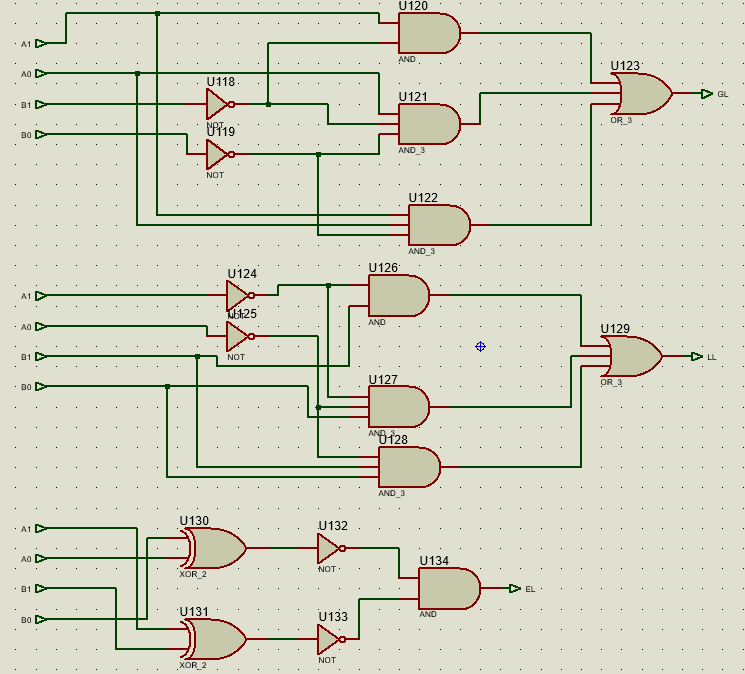 U120
A1
AND
A0
U123
U118
U121
B1
GL
NOT
OR_3
U119
B0
AND_3
NOT
U122
AND_3
U124
U126
A1
NOT
U125
A0
AND
U129
B1
NOT
LL
U127
B0
OR_3
AND_3
U128
AND_3
U130
U132
A1
A0
U134
XOR_2
NOT
B1
EL
U131
U133
B0
AND
XOR_2
NOT